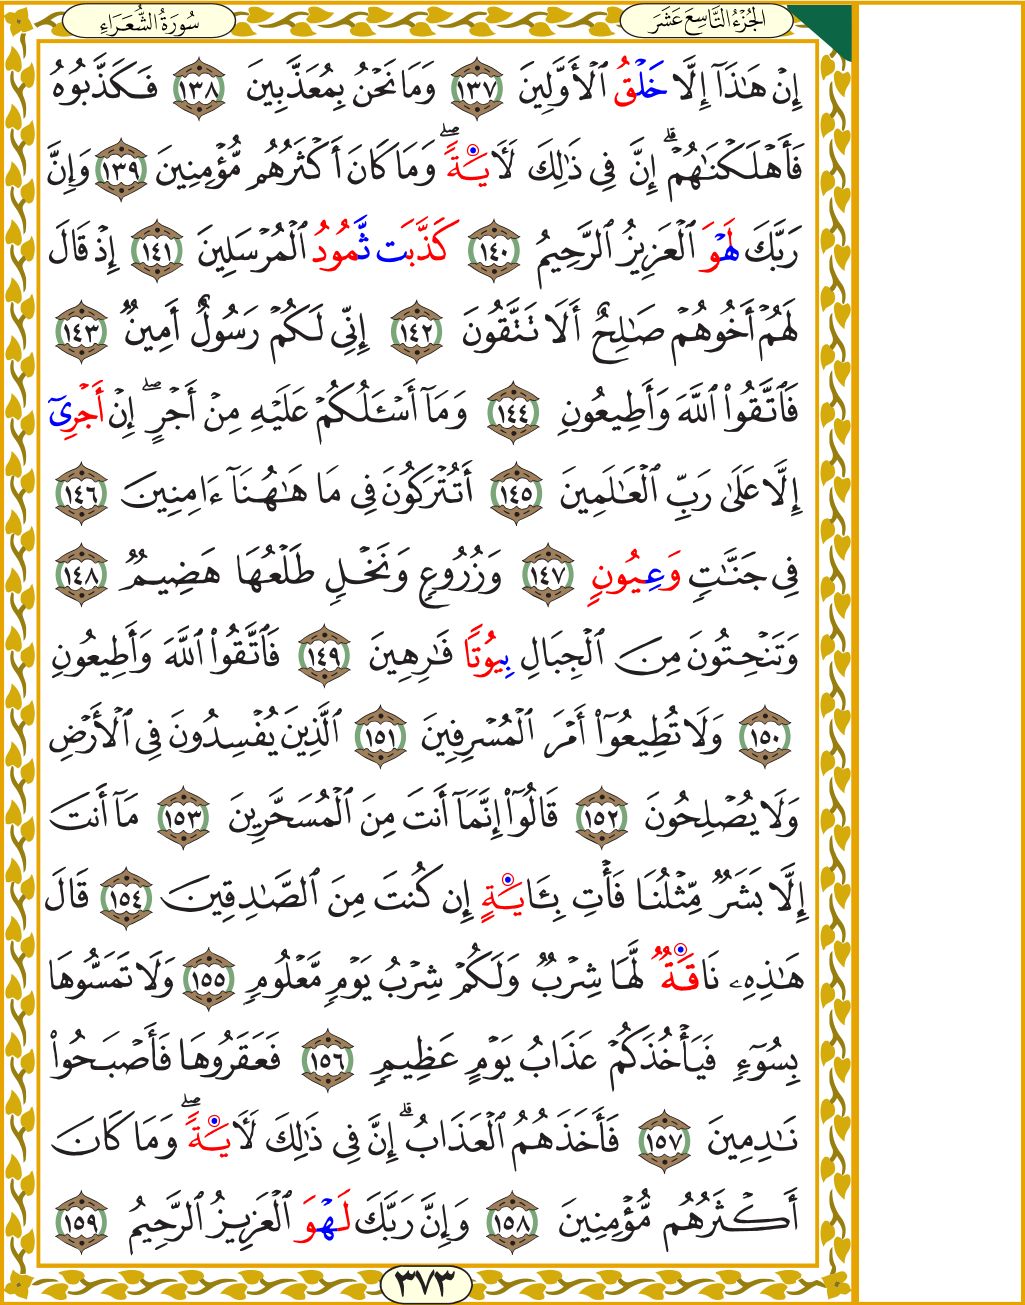 الجُزْءُ التَّاسِعَ عَشَرَ
سُورَةُ الشُّعَرَاءِ
إِنْ هَٰذَآ إِلَّا خَلْقُ ٱلْأَوَّلِينَ ١٣٧ وَمَا نَحْنُ بِمُعَذَّبِينَ ١٣٨ فَكَذَّبُوهُ
فَأَهْلَكْنَٰهُمْ ۗ إِنَّ فِى ذَٰلِكَ لَأٓيَةً ۖ وَمَا كَانَ أَكْثَرُهُم مُّؤْمِنِينَ ١٣٩ وَإِنَّ
رَبَّكَ لَهْوَ ٱلْعَزِيزُ ٱلرَّحِيمُ ١٤٠ كَذَّبَت ثَّمُودُ ٱلْمُرْسَلِينَ ١٤١ إِذْ قَالَ
لَهُمْ أَخُوهُمْ صَٰلِحٌ أَلَا تَتَّقُونَ ١٤٢ إِنِّى لَكُمْ رَسُولٌ أَمِينٌ ١٤٣
فَٱتَّقُوا۟ ٱللَّهَ وَأَطِيعُونِ ١٤٤ وَمَآ أَسْـَٔلُكُمْ عَلَيْهِ مِنْ أَجْرٍ ۖ إِنْ أَجْرِىٓ
إِلَّا عَلَىٰ رَبِّ ٱلْعَٰلَمِينَ ١٤٥ أَتُتْرَكُونَ فِى مَا هَٰهُنَآ ءَامِنِينَ ١٤٦
فِى جَنَّٰتٍ وَعِيُونٍ ١٤٧ وَزُرُوعٍ وَنَخْلٍ طَلْعُهَا هَضِيمٌ ١٤٨
وَتَنْحِتُونَ مِنَ ٱلْجِبَالِ بِيُوتًا فَٰرِهِينَ ١٤٩ فَٱتَّقُوا۟ ٱللَّهَ وَأَطِيعُونِ
١٥٠ وَلَا تُطِيعُوٓا۟ أَمْرَ ٱلْمُسْرِفِينَ ١٥١ ٱلَّذِينَ يُفْسِدُونَ فِى ٱلْأَرْضِ
وَلَا يُصْلِحُونَ ١٥٢ قَالُوٓا۟ إِنَّمَآ أَنتَ مِنَ ٱلْمُسَحَّرِينَ ١٥٣ مَآ أَنتَ
إِلَّا بَشَرٌ مِّثْلُنَا فَأْتِ بِـَٔايَةٍ إِن كُنتَ مِنَ ٱلصَّٰدِقِينَ ١٥٤ قَالَ
هَٰذِهِۦ نَاقَةٌ لَّهَا شِرْبٌ وَلَكُمْ شِرْبُ يَوْمٍ مَّعْلُومٍ ١٥٥ وَلَا تَمَسُّوهَا
بِسُوٓءٍ فَيَأْخُذَكُمْ عَذَابُ يَوْمٍ عَظِيمٍ ١٥٦ فَعَقَرُوهَا فَأَصْبَحُوا۟
نَٰدِمِينَ ١٥٧ فَأَخَذَهُمُ ٱلْعَذَابُ ۗ إِنَّ فِى ذَٰلِكَ لَأٓيَةً ۖ وَمَا كَانَ
أَكْثَرُهُم مُّؤْمِنِينَ ١٥٨ وَإِنَّ رَبَّكَ لَهْوَ ٱلْعَزِيزُ ٱلرَّحِيمُ ١٥٩
٣٧٣